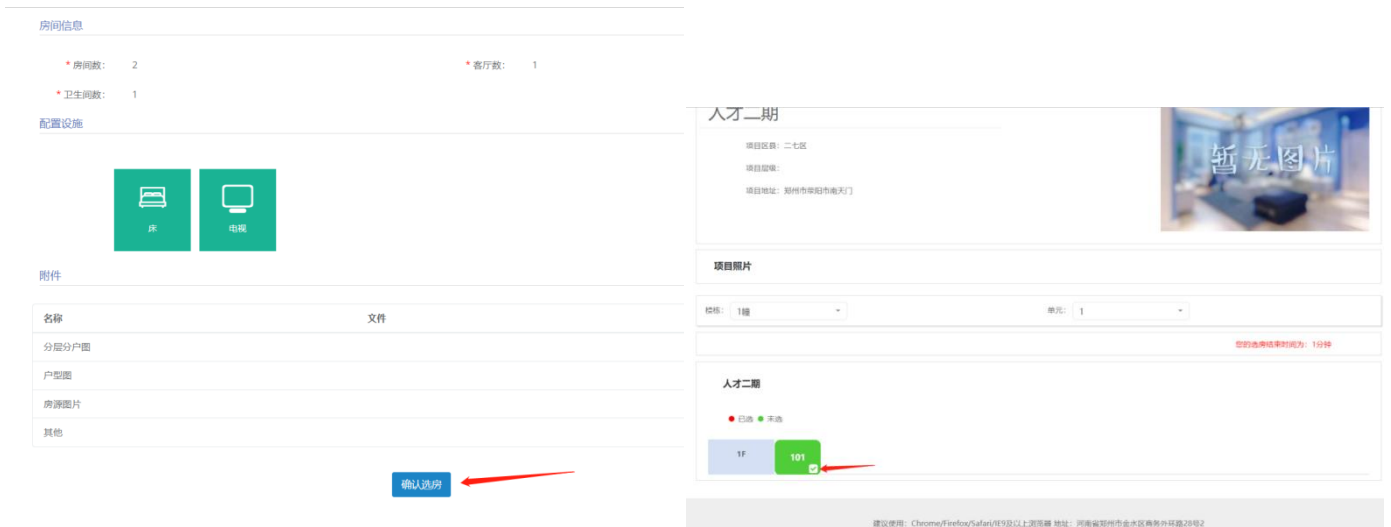 房间信息
* 房间数： 2 * 客厅数： 1
* 卫生间数： 1
配置设施
床 电视
附件
名称 文件
分层分户图
户型图
房源图片
其他
确认选房
人才二期
项目区县：二七区
项目层级：
项目地址：郑州市荥阳市南天门
暂无图片
项目照片
楼栋： 1幢 单元： 1
您的选房结束时间为：1分钟
人才二期
已选 未选
1F 101
建议使用：Chrome/Firefox/Safari/IE9及以上浏览器 地址：河南省郑州市金水区商务外环路28号2